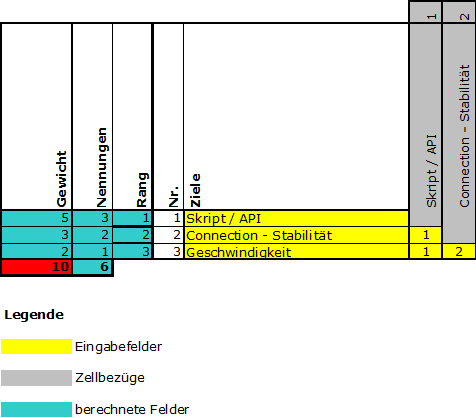 1 2
Gewicht Nennungen Rang Nr. Ziele Skript / API Connection - Stabilität
5 3 1 1 Skript / API
3 2 2 2 Connection - Stabilität 1
2 1 3 3 Geschwindigkeit 1 2
10 6
Legende
Eingabefelder
Zellbezüge
berechnete Felder